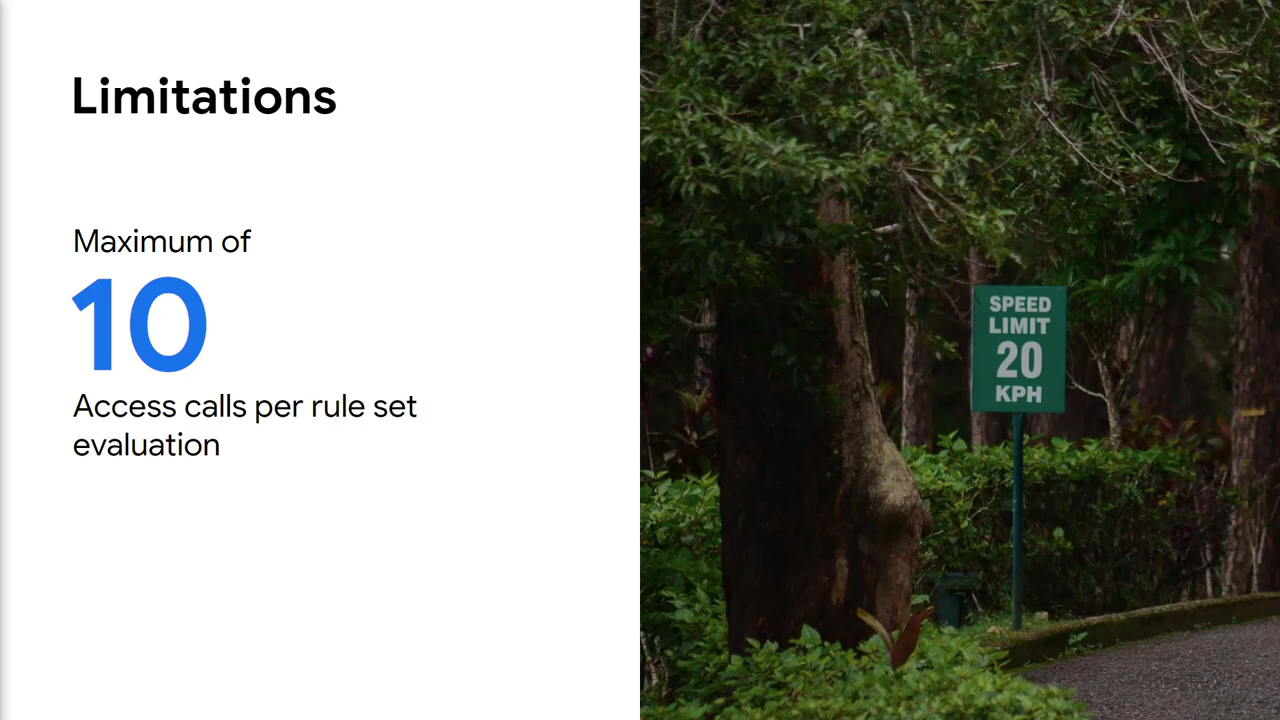 Limitations
Maximum of
10
Access calls per rule set
evaluation
SPEED
LIMIT
20
KPH